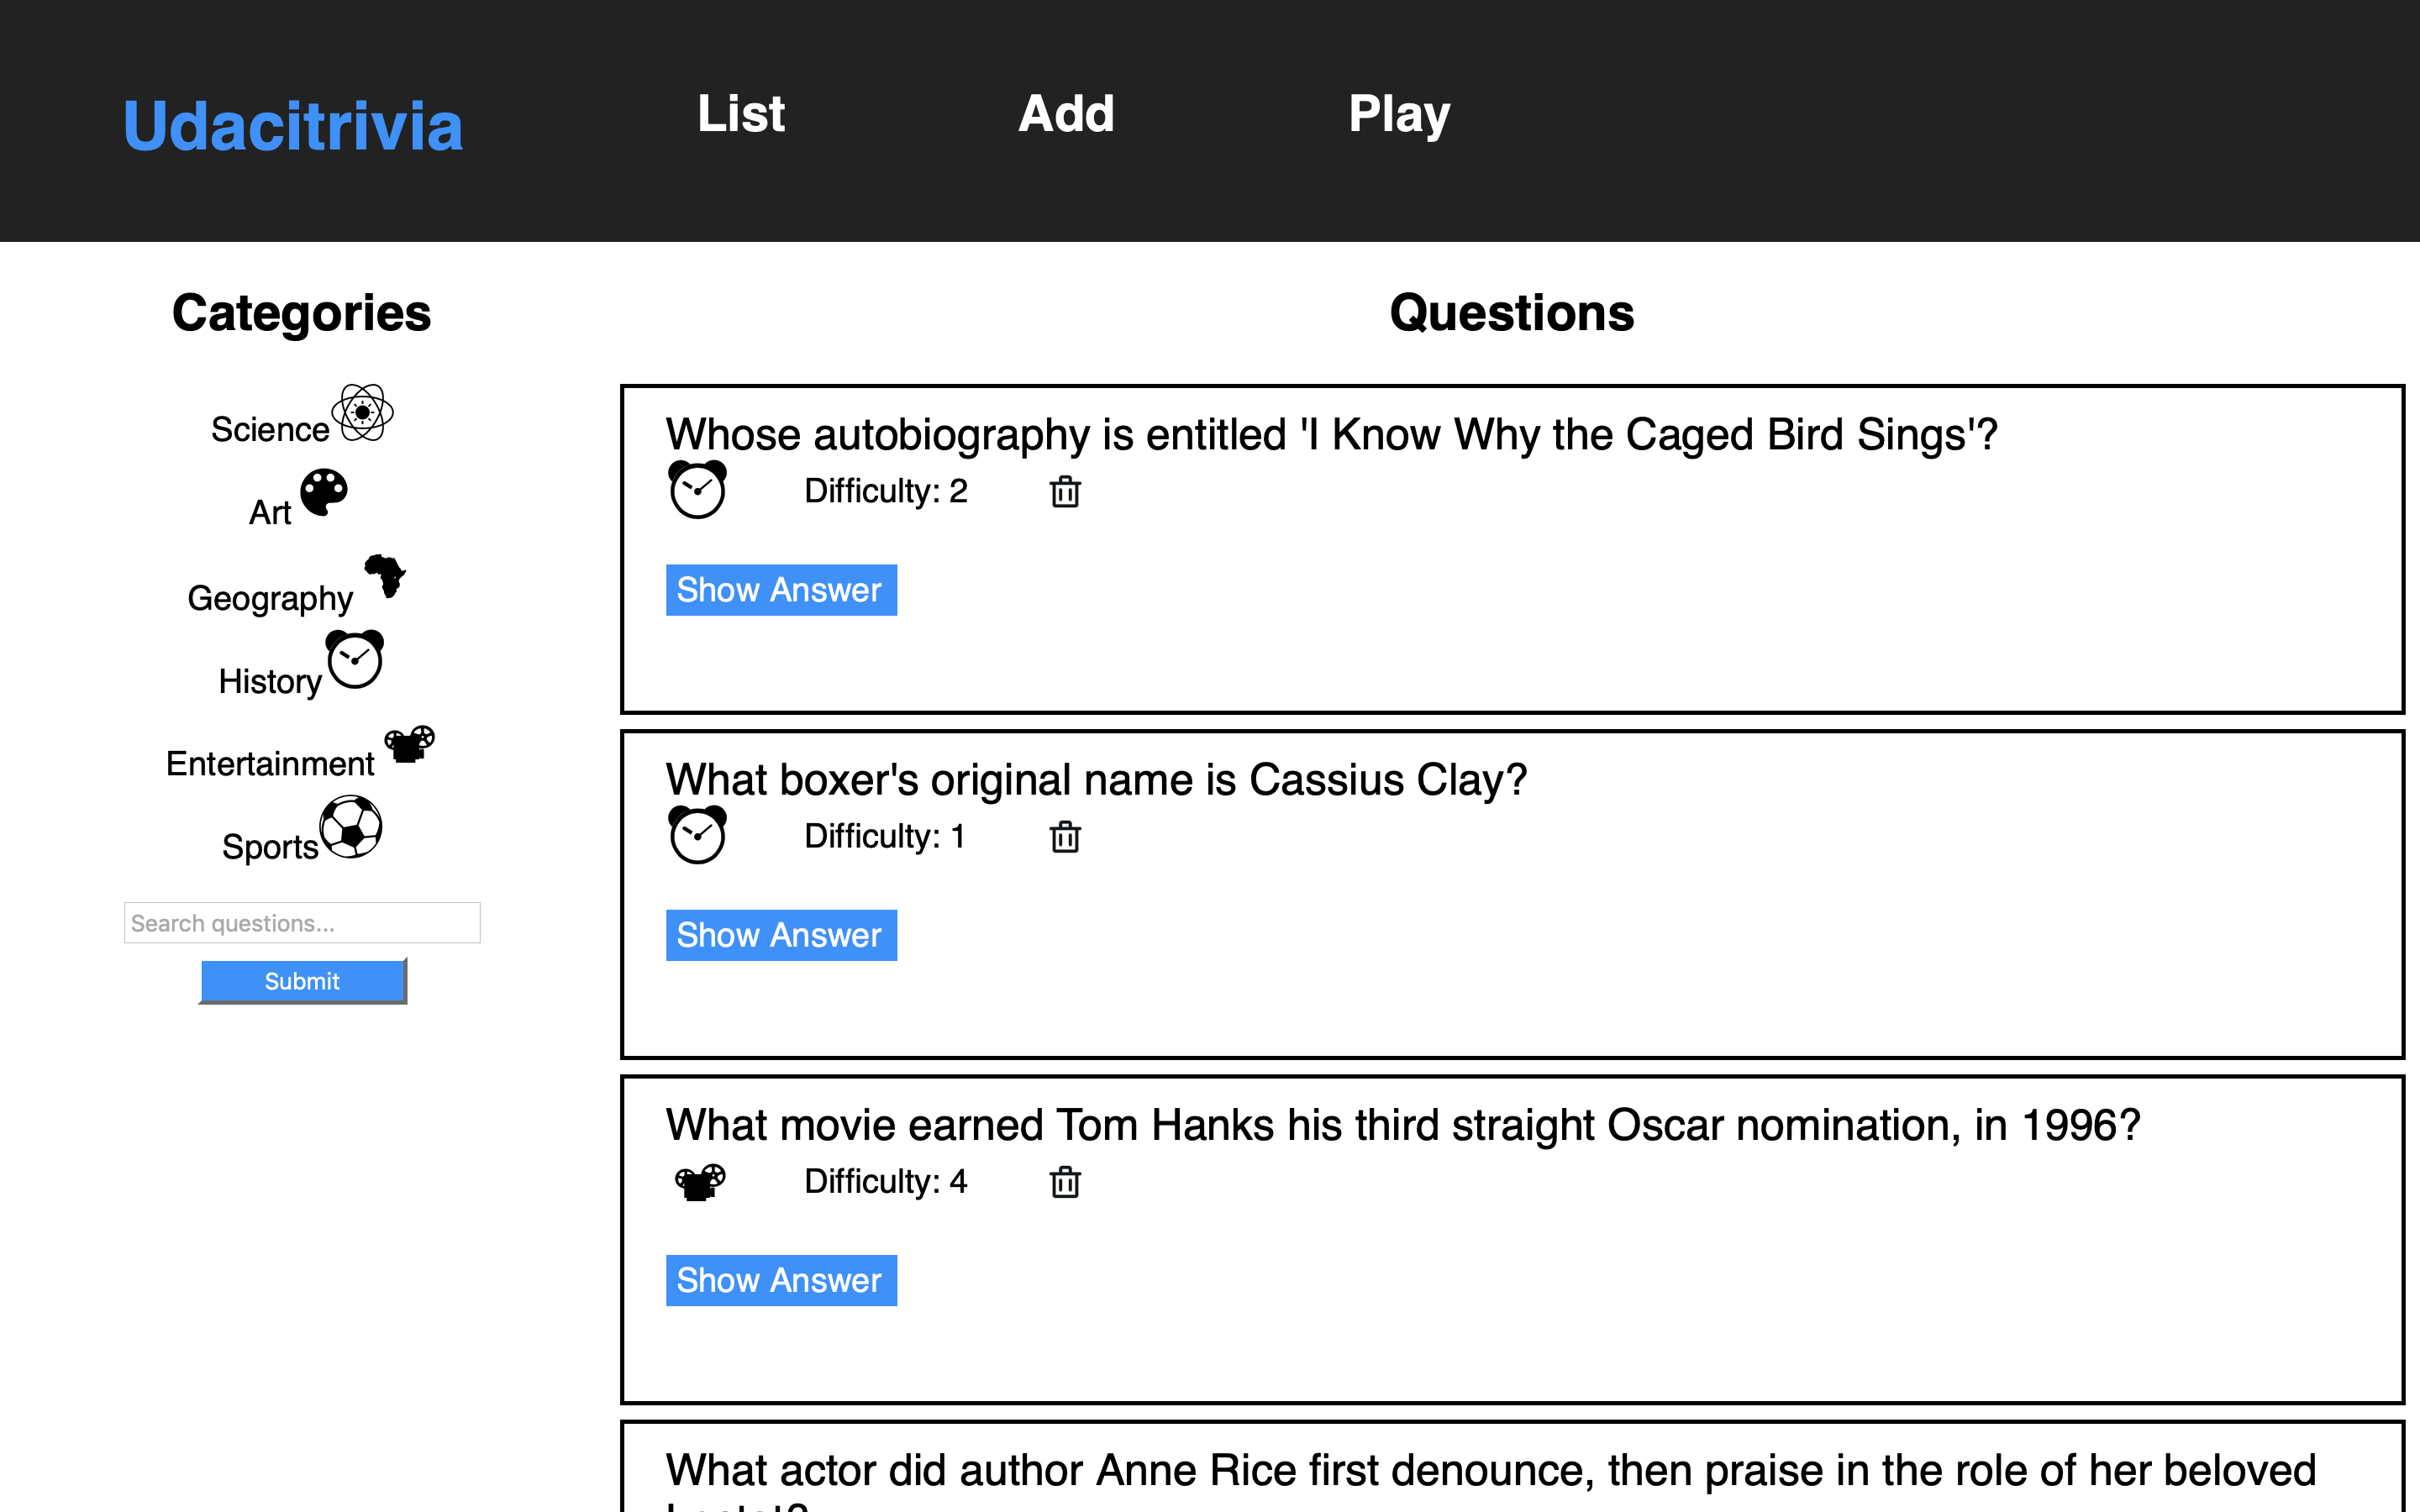 Udacitrivia
List
Add
Play
Categories
Science
Art
Geography
History
Entertainment
Sports
Search questions...
Submit
Questions
Whose autobiography is entitled 'I Know Why the Caged Bird Sings'?
Difficulty: 2
Show Answer
What boxer's original name is Cassius Clay?
Difficulty: 1
Show Answer
What movie earned Tom Hanks his third straight Oscar nomination, in 1996?
Difficulty: 4
Show Answer
What actor did author Anne Rice first denounce, then praise in the role of her beloved